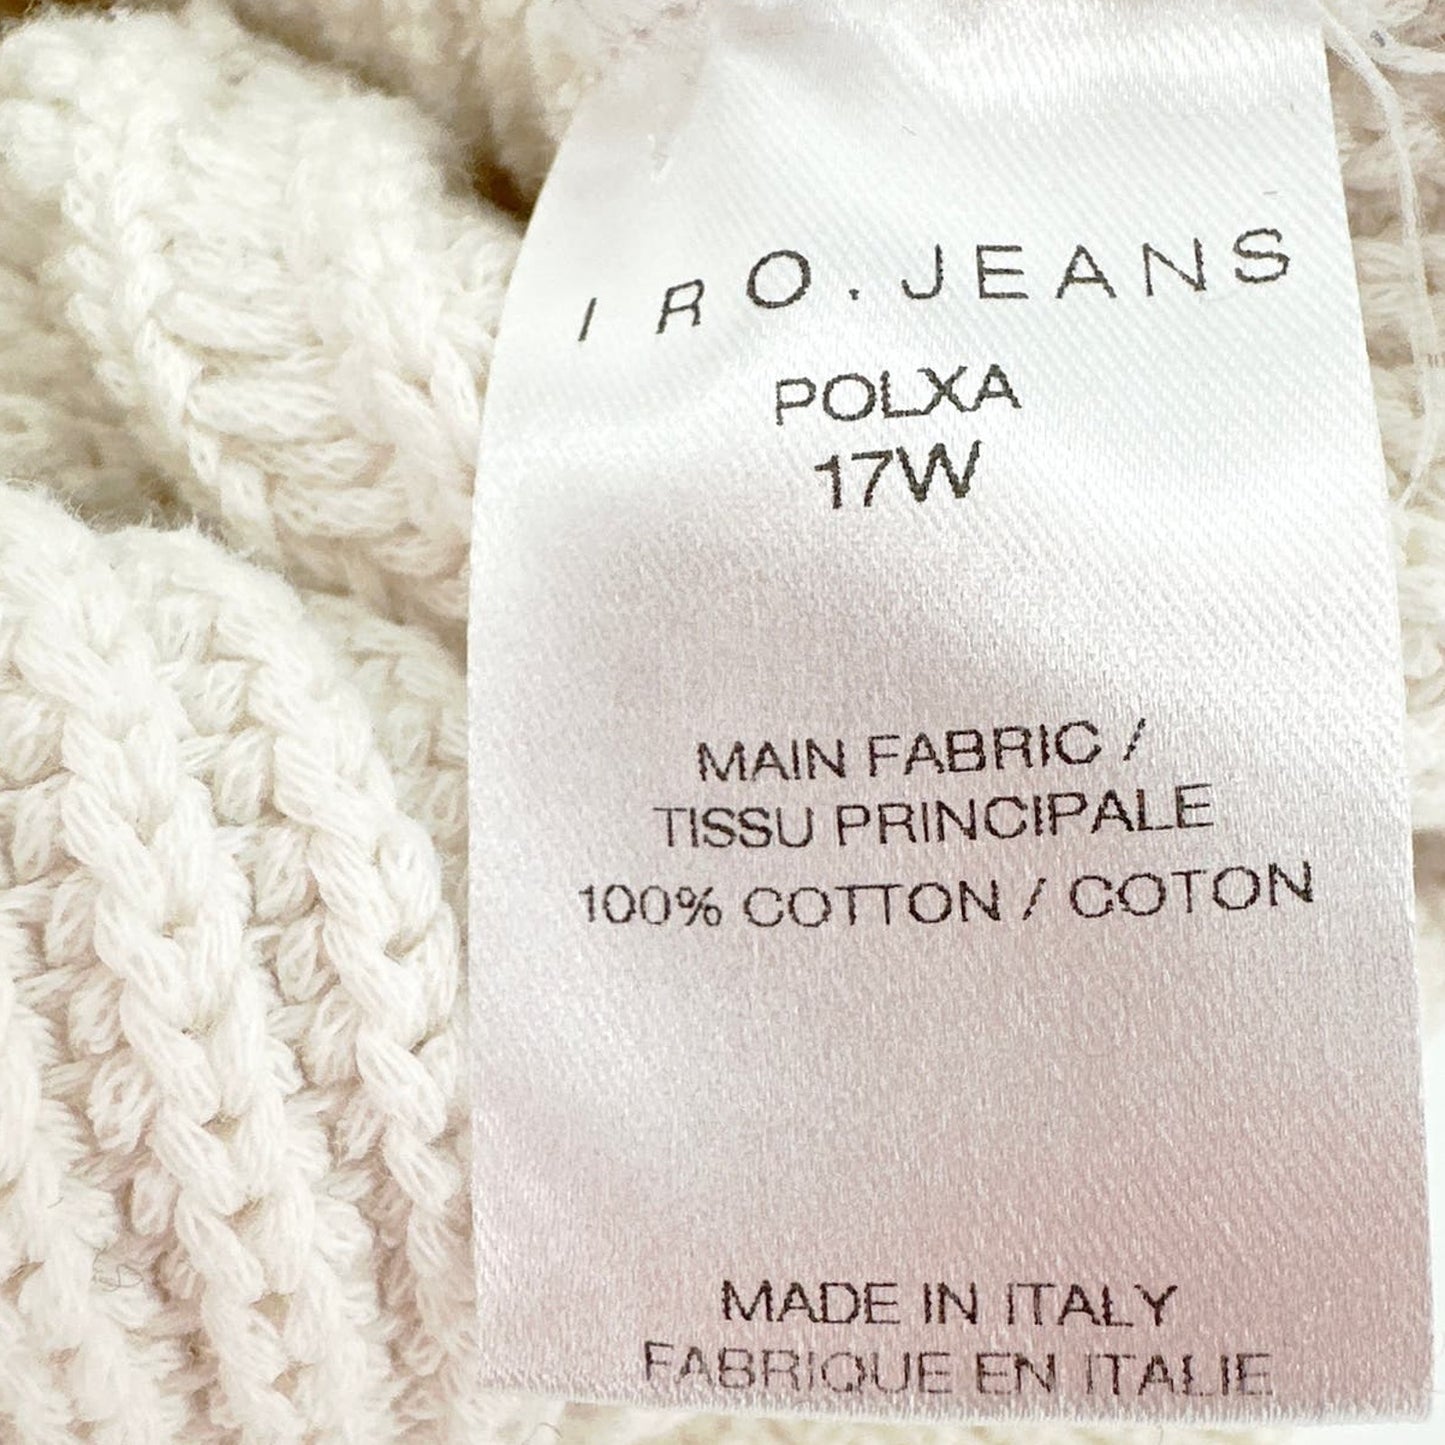 IRO.JEANS
POLXA
17W
MAIN FABRIC /
TISSU PRINCIPALE
100% COTTON / COTON
MADE IN ITALY
FABRIQUE EN ITALIE